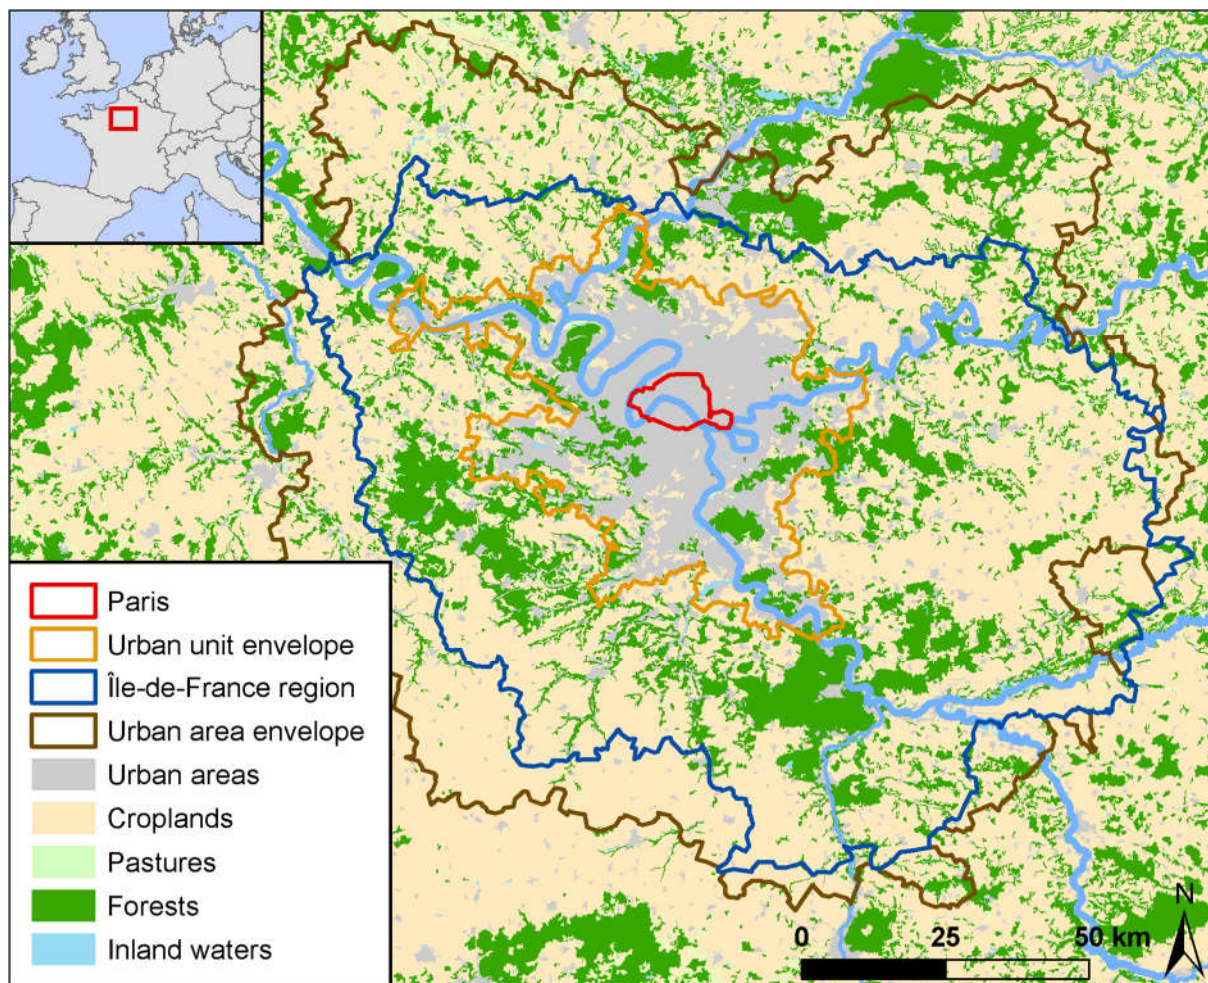 Paris
Urban unit envelope
Île-de-France region
Urban area envelope
Urban areas
Croplands
Pastures
Forests
Inland waters
N
0 25 50 km